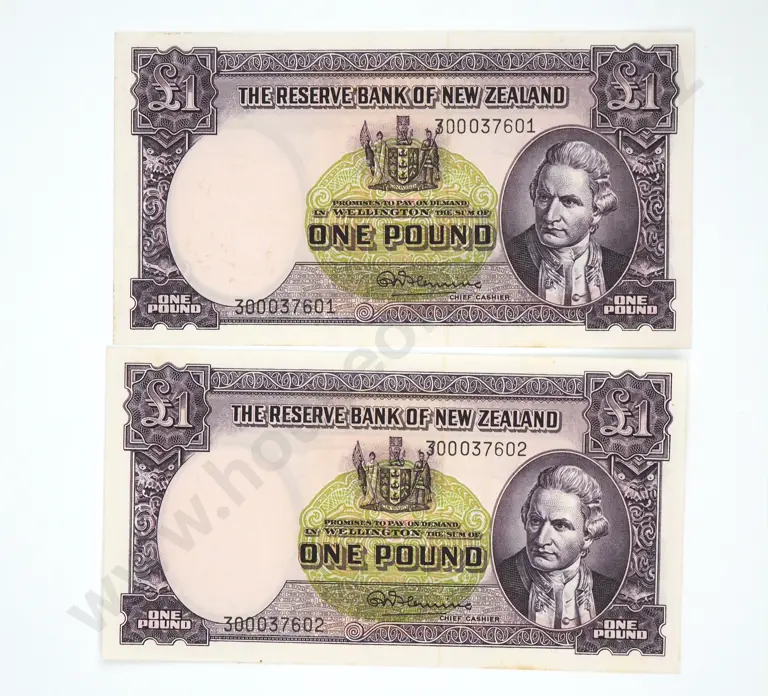 £1
£1
THE RESERVE BANK OF NEW ZEALAND
300037601
PROMISES TO PAY ON DEMAND
IN WELLINGTON THE SUM OF
ONE POUND
CHIEF CASHIER
ONE
POUND
300037601
ONE
POUND
£1
£1
THE RESERVE BANK OF NEW ZEALAND
300037602
PROMISES TO PAY ON DEMAND
IN WELLINGTON THE SUM OF
ONE POUND
CHIEF CASHIER
ONE
POUND
300037602
ONE
POUND